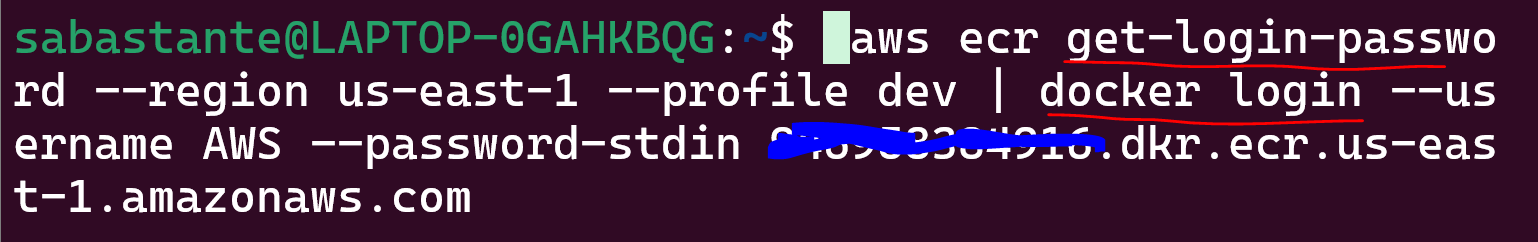 sabastante@LAPTOP-0GAHKBQG:~$ aws ecr get-login-passwo
rd --region us-east-1 --profile dev | docker login --us
ername AWS --password-stdin .dkr.ecr.us-eas
t-1.amazonaws.com